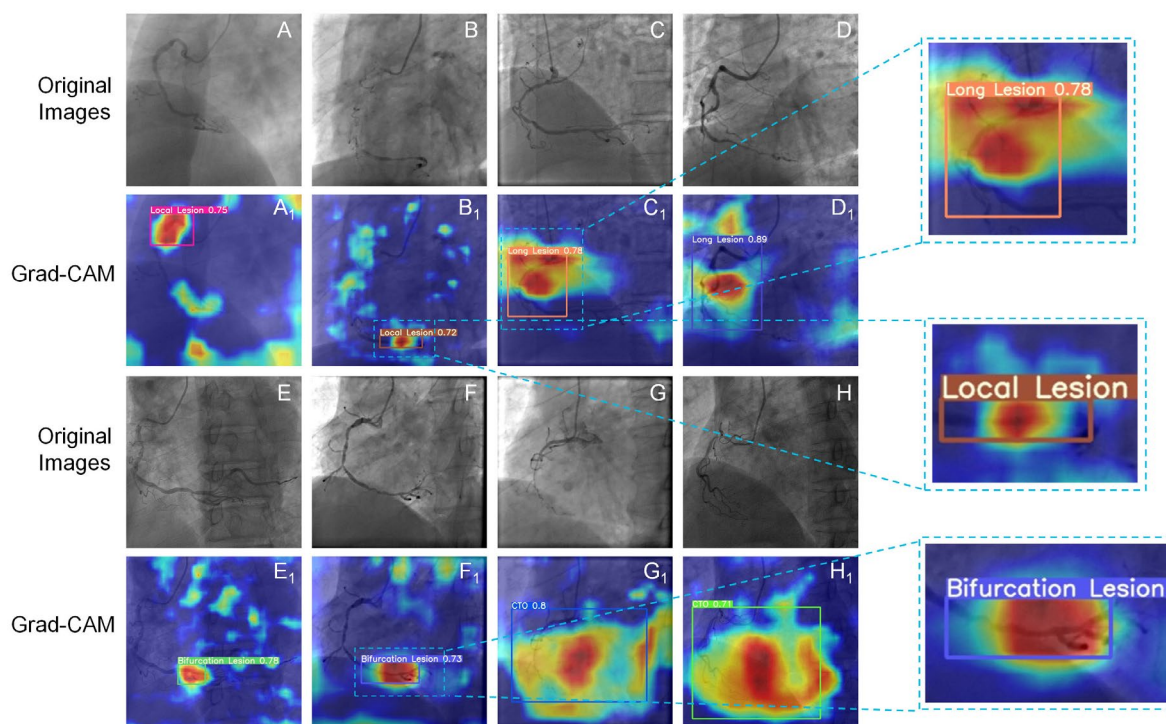 A
B
C
D
Original
Images
Long Lesion 0.78
Local Lesion 0.75
A1
B1
C1
D1
Long Lesion 0.78
Long Lesion 0.89
Grad-CAM
Local Lesion 0.72
Local Lesion
E
F
G
H
Original
Images
E1
F1
G1
H1
Bifurcation Lesion
CTO 0.8
CTO 0.71
Grad-CAM
Bifurcation Lesion 0.78
Bifurcation Lesion 0.73